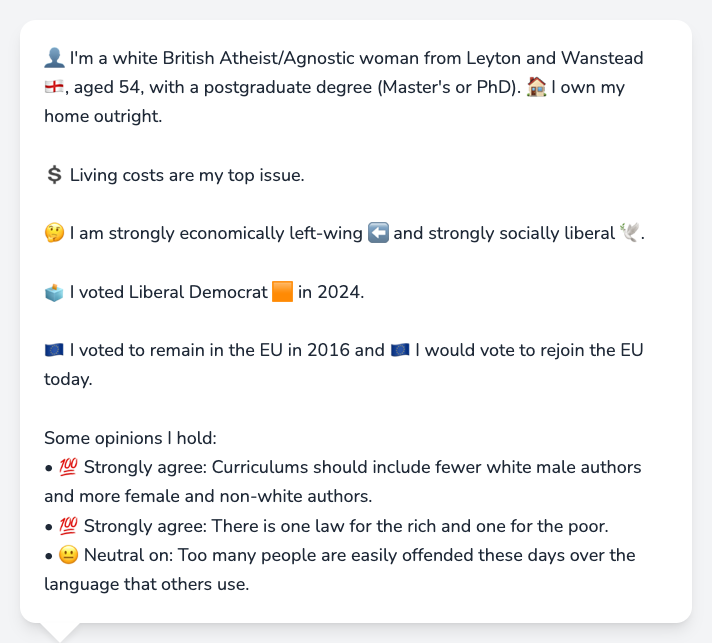 👤 I'm a white British Atheist/Agnostic woman from Leyton and Wanstead
🏴󠁧󠁢󠁥󠁮󠁧󠁿, aged 54, with a postgraduate degree (Master's or PhD). 🏠 I own my
home outright.
💲 Living costs are my top issue.
🤔 I am strongly economically left-wing ⬅️ and strongly socially liberal 🕊️.
🗳️ I voted Liberal Democrat 🟧 in 2024.
🇪🇺 I voted to remain in the EU in 2016 and 🇪🇺 I would vote to rejoin the EU
today.
Some opinions I hold:
• 💯 Strongly agree: Curriculums should include fewer white male authors
and more female and non-white authors.
• 💯 Strongly agree: There is one law for the rich and one for the poor.
• 😐 Neutral on: Too many people are easily offended these days over the
language that others use.